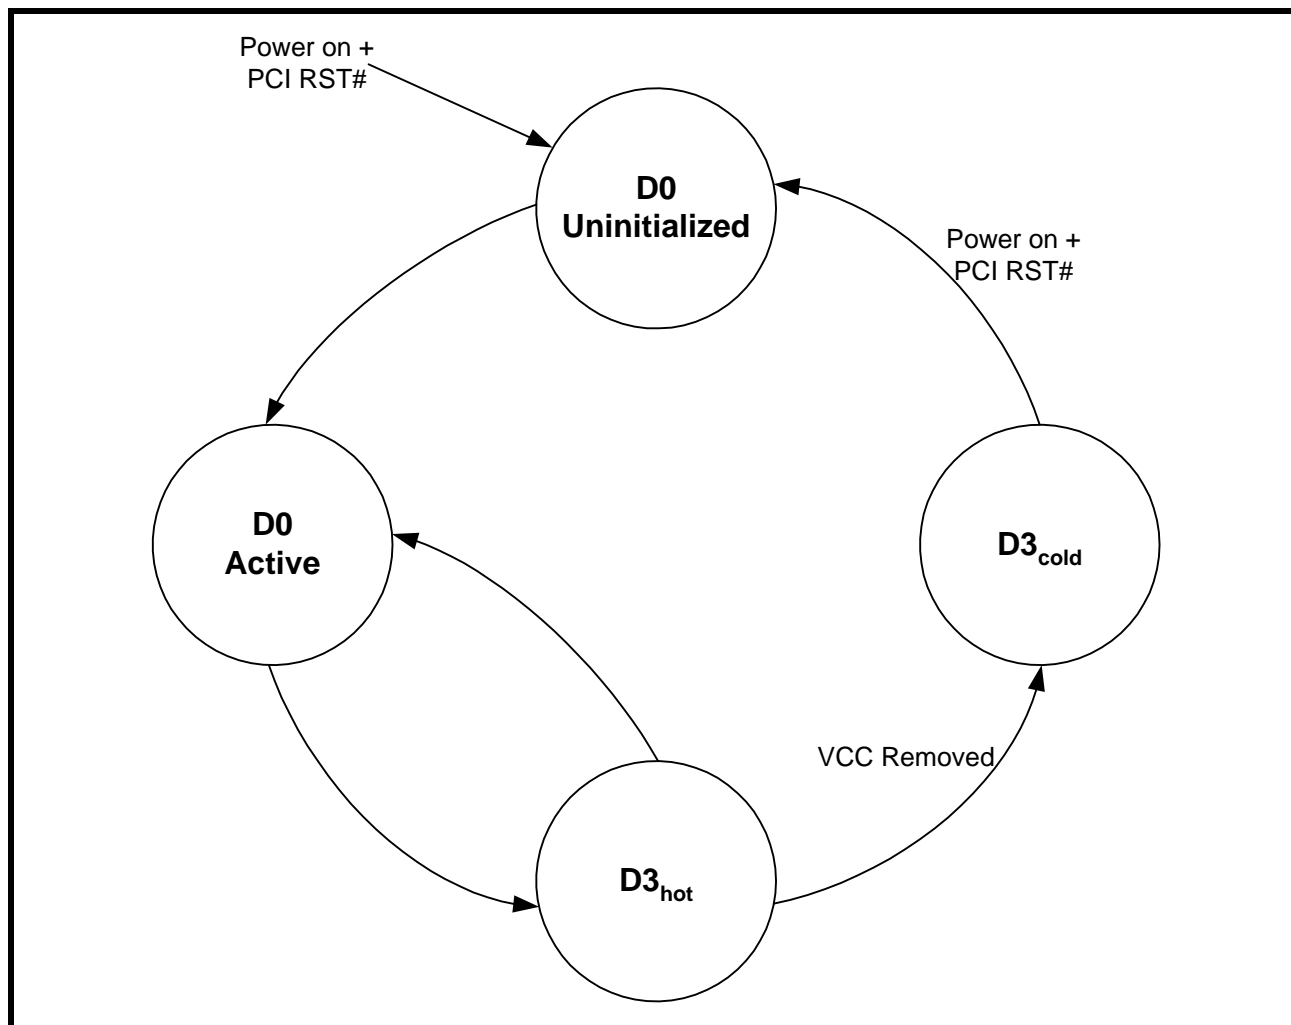 Power on +
PCI RST#
D0
Uninitialized
Power on +
PCI RST#
D0
Active
D3cold
VCC Removed
D3hot